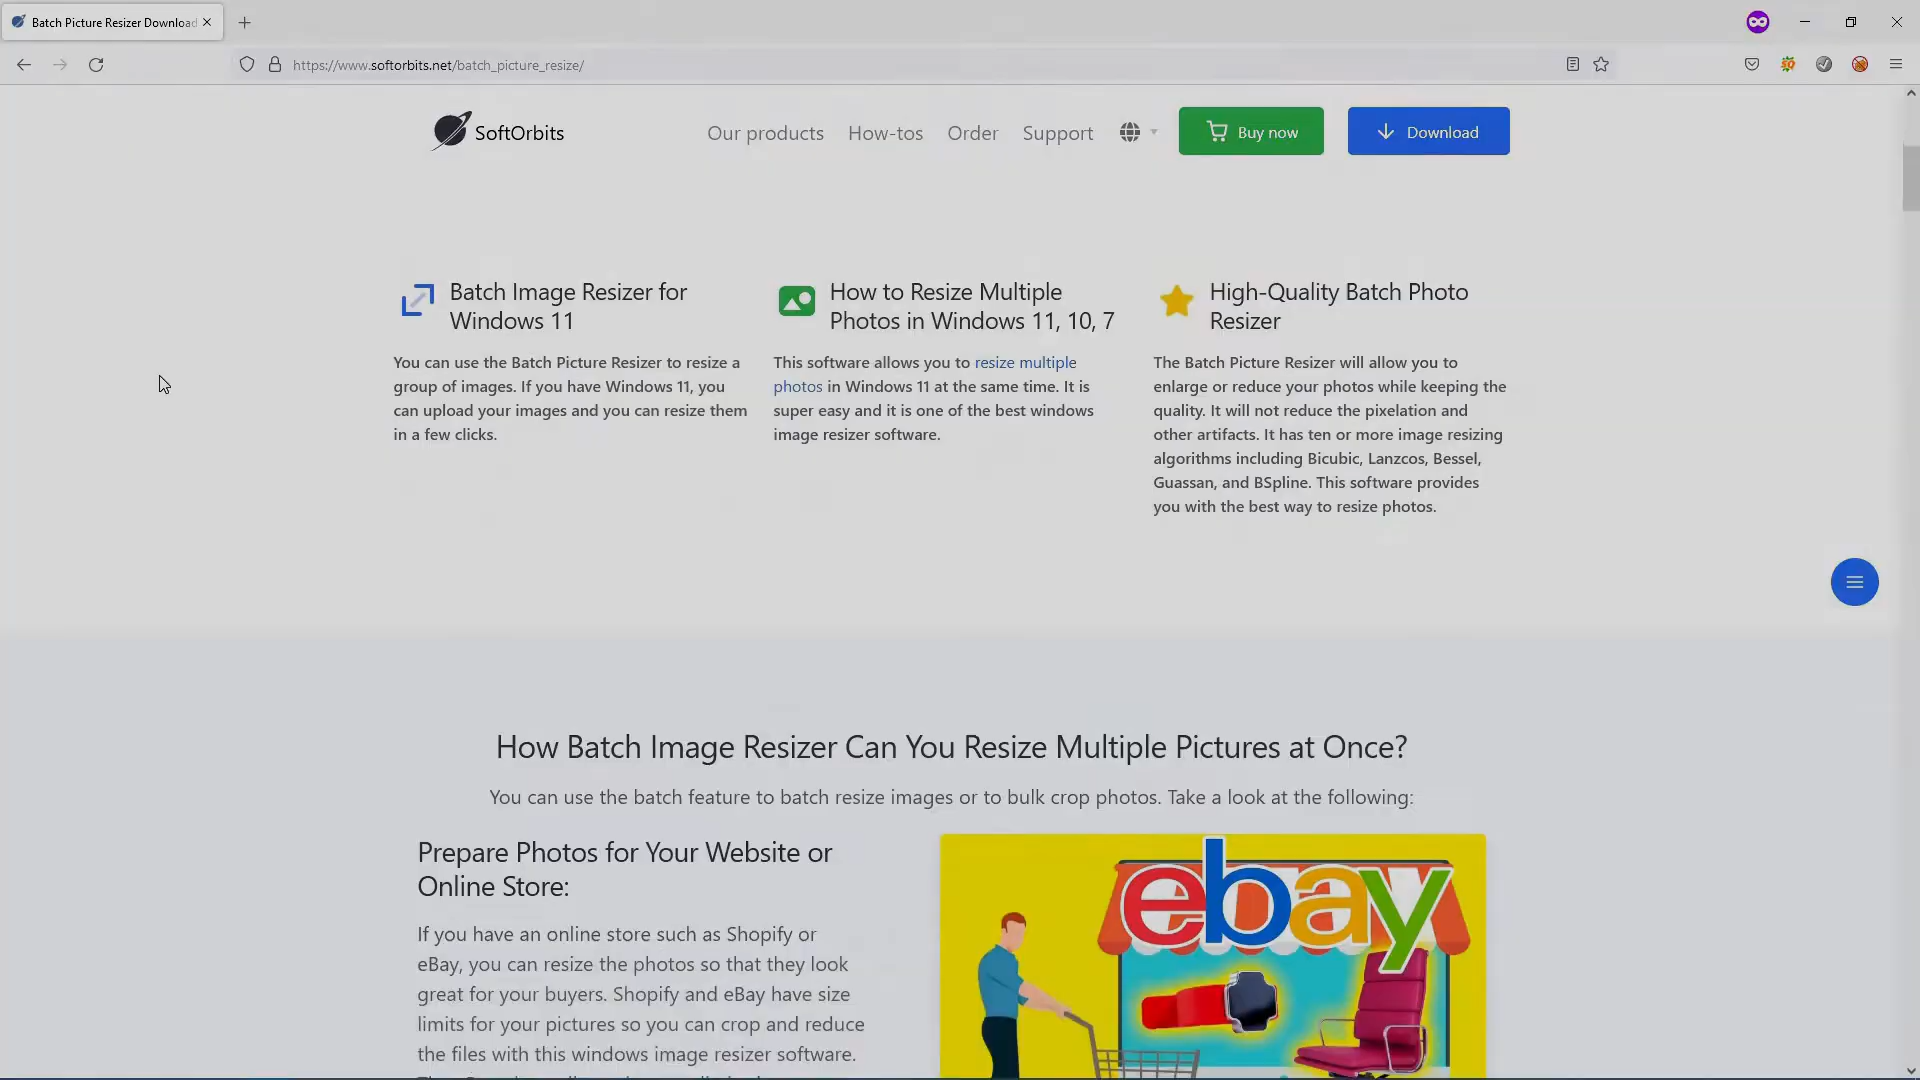 Batch Picture Resizer Download
https://www.softorbits.net/batch_picture_resize/
SoftOrbits
Our products
How-tos
Order
Support
Buy now
Download
Batch Image Resizer for
Windows 11
You can use the Batch Picture Resizer to resize a
group of images. If you have Windows 11, you
can upload your images and you can resize them
in a few clicks.
How to Resize Multiple
Photos in Windows 11, 10, 7
This software allows you to resize multiple
photos in Windows 11 at the same time. It is
super easy and it is one of the best windows
image resizer software.
High-Quality Batch Photo
Resizer
The Batch Picture Resizer will allow you to
enlarge or reduce your photos while keeping the
quality. It will not reduce the pixelation and
other artifacts. It has ten or more image resizing
algorithms including Bicubic, Lanzcos, Bessel,
Guassan, and BSpline. This software provides
you with the best way to resize photos.
How Batch Image Resizer Can You Resize Multiple Pictures at Once?
You can use the batch feature to batch resize images or to bulk crop photos. Take a look at the following:
Prepare Photos for Your Website or
Online Store:
If you have an online store such as Shopify or
eBay, you can resize the photos so that they look
great for your buyers. Shopify and eBay have size
limits for your pictures so you can crop and reduce
the files with this windows image resizer software.
ebay